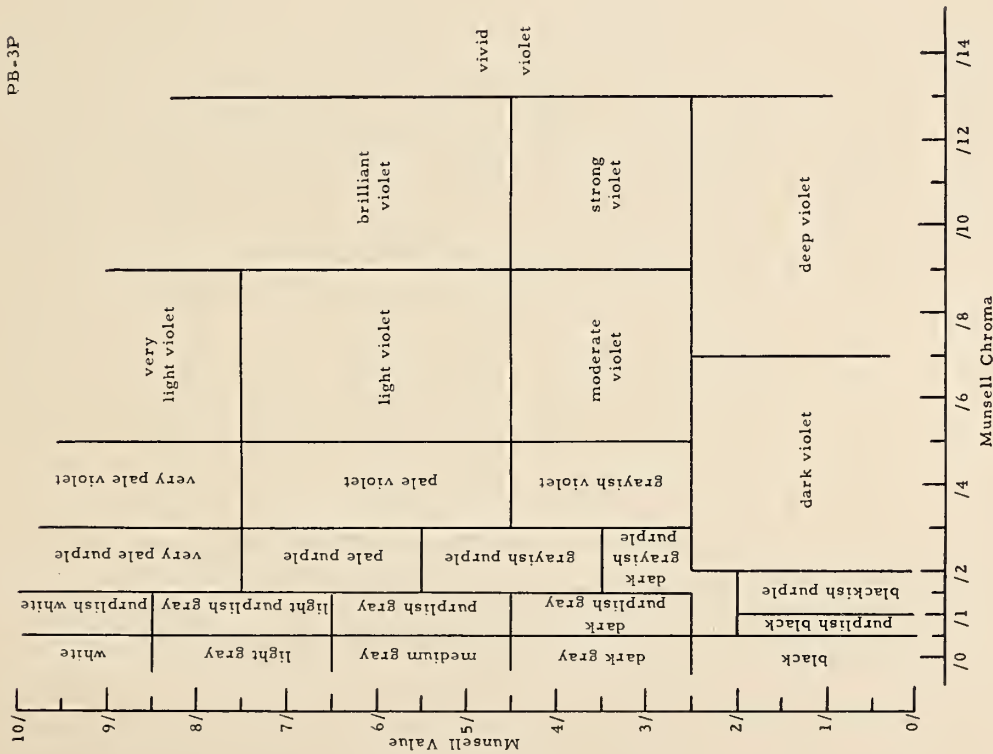 PB-3P
vivid
violet
brilliant
violet
strong
violet
deep violet
very
light violet
light violet
moderate
violet
dark violet
very pale violet
pale violet
grayish violet
very pale purple
pale purple
grayish purple
dark
grayish
purple
blackish purple
purplish white
light purplish gray
purplish gray
dark
purplish gray
purplish black
white
light gray
medium gray
dark gray
black
10/
9/
8/
7/
6/
5/
4/
3/
2/
1/
0/
Munsell Value
/0
/1
/2
/4
/6
/8
/10
/12
/14
Munsell Chroma